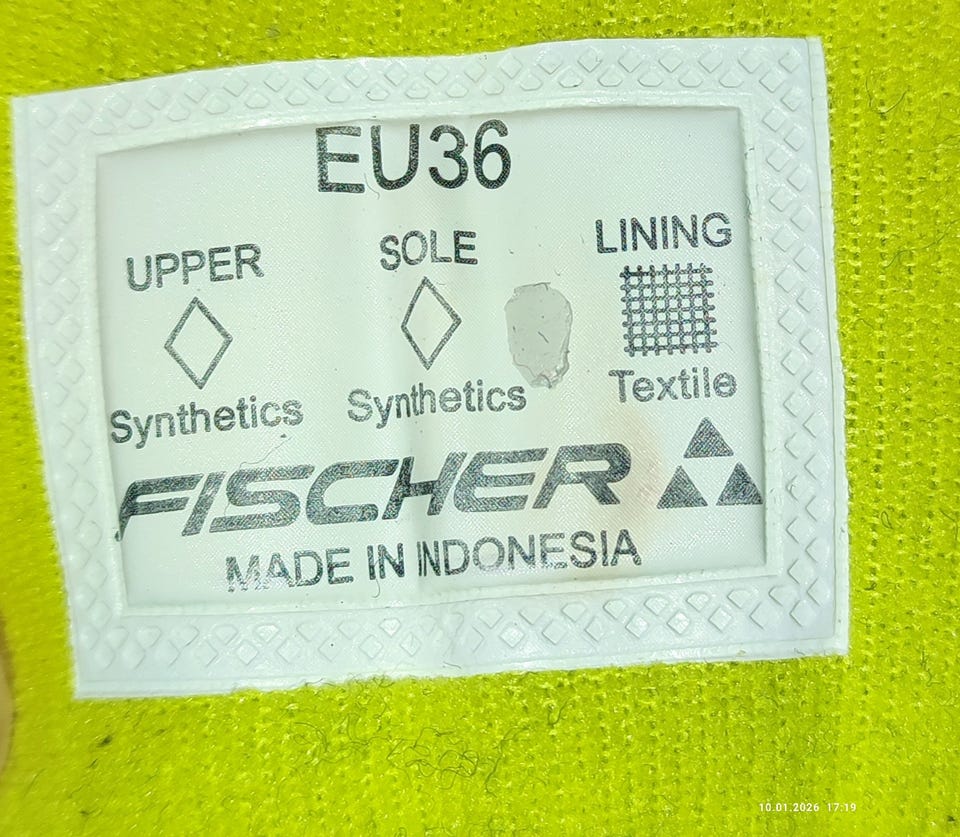 EU36
UPPER SOLE LINING
Synthetics Synthetics Textile
FISCHER
MADE IN INDONESIA
10.01.2026 17:19